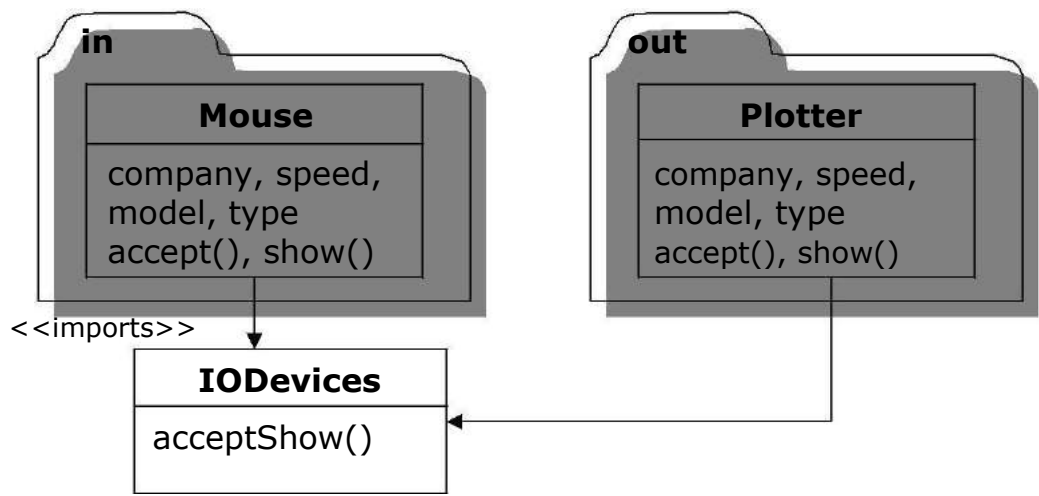 in
Mouse
company, speed,
model, type
accept(), show()
out
Plotter
company, speed,
model, type
accept(), show()
<<imports>>
IODevices
acceptShow()